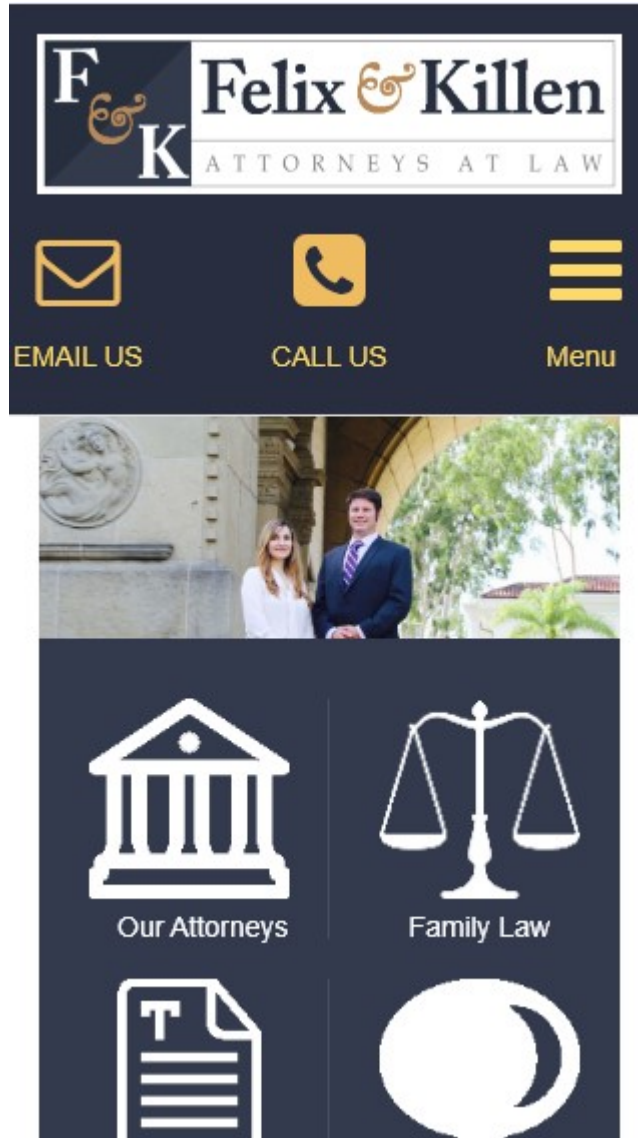 F & K
Felix & Killen
ATTORNEYS AT LAW
EMAIL US
CALL US
Menu
Our Attorneys
Family Law
T